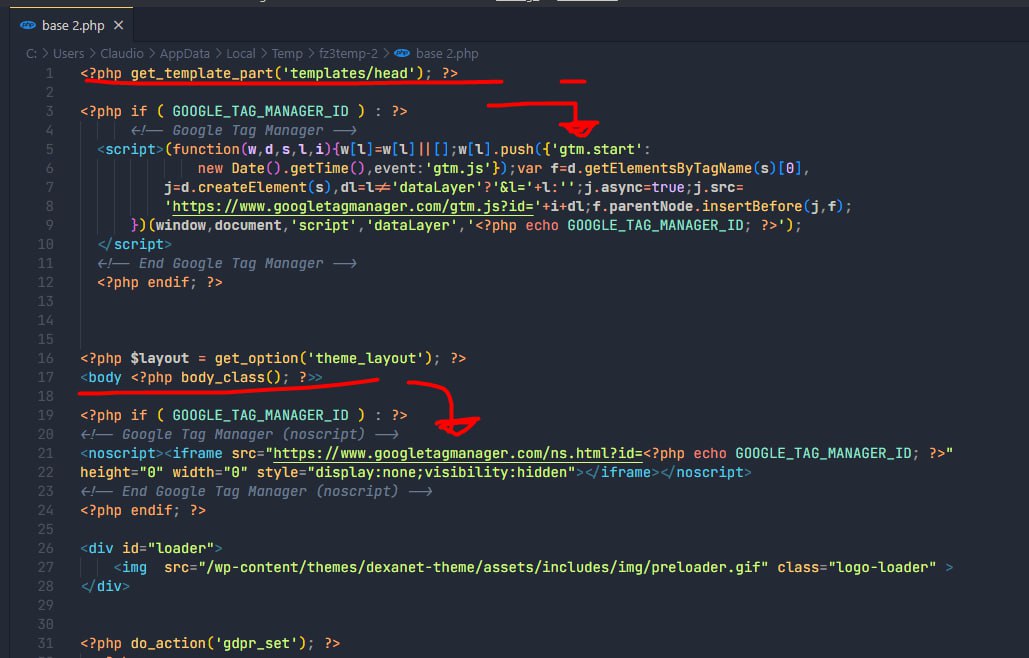 base 2.php
C: > Users > Claudio > AppData > Local > Temp > fz3temp-2 > base 2.php
1 <?php get_template_part('templates/head'); ?>
2
3 <?php if ( GOOGLE_TAG_MANAGER_ID ) : ?>
4 <!-- Google Tag Manager -->
5 <script>(function(w,d,s,l,i){w[l]=w[l]||[];w[l].push({'gtm.start':
6 new Date().getTime(),event:'gtm.js'});var f=d.getElementsByTagName(s)[0],
7 j=d.createElement(s),dl=l!='dataLayer'?'&l='+l:'';j.async=true;j.src=
8 'https://www.googletagmanager.com/gtm.js?id='+i+dl;f.parentNode.insertBefore(j,f);
9 })(window,document,'script','dataLayer','<?php echo GOOGLE_TAG_MANAGER_ID; ?>');
10 </script>
11 <!-- End Google Tag Manager -->
12 <?php endif; ?>
13
14
15
16 <?php $layout = get_option('theme_layout'); ?>
17 <body <?php body_class(); ?>>
18
19 <?php if ( GOOGLE_TAG_MANAGER_ID ) : ?>
20 <!-- Google Tag Manager (noscript) -->
21 <noscript><iframe src="https://www.googletagmanager.com/ns.html?id=<?php echo GOOGLE_TAG_MANAGER_ID; ?>"
22 height="0" width="0" style="display:none;visibility:hidden"></iframe></noscript>
23 <!-- End Google Tag Manager (noscript) -->
24 <?php endif; ?>
25
26 <div id="loader">
27 <img  src="/wp-content/themes/dexanet-theme/assets/includes/img/preloader.gif" class="logo-loader" >
28 </div>
29
30
31 <?php do_action('gdpr_set'); ?>